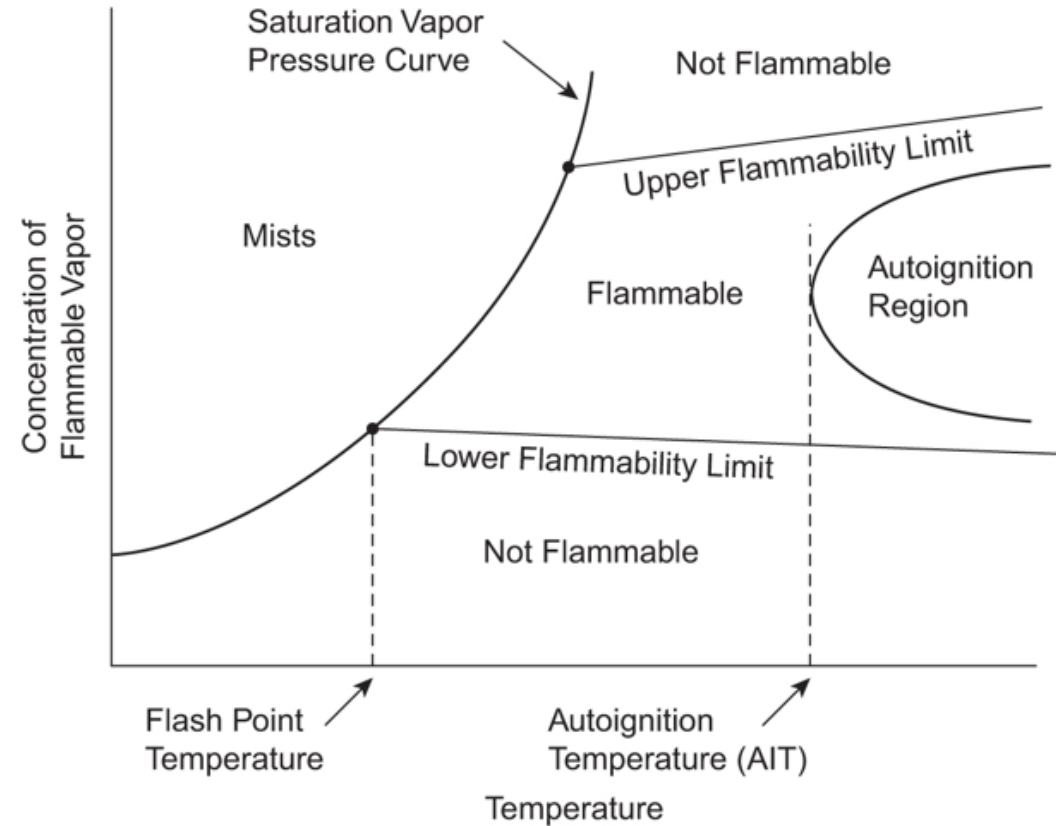 Saturation Vapor
Pressure Curve
Not Flammable
Upper Flammability Limit
Mists
Concentration of
Flammable Vapor
Flammable
Autoignition
Region
Lower Flammability Limit
Not Flammable
Flash Point
Temperature
Autoignition
Temperature (AIT)
Temperature